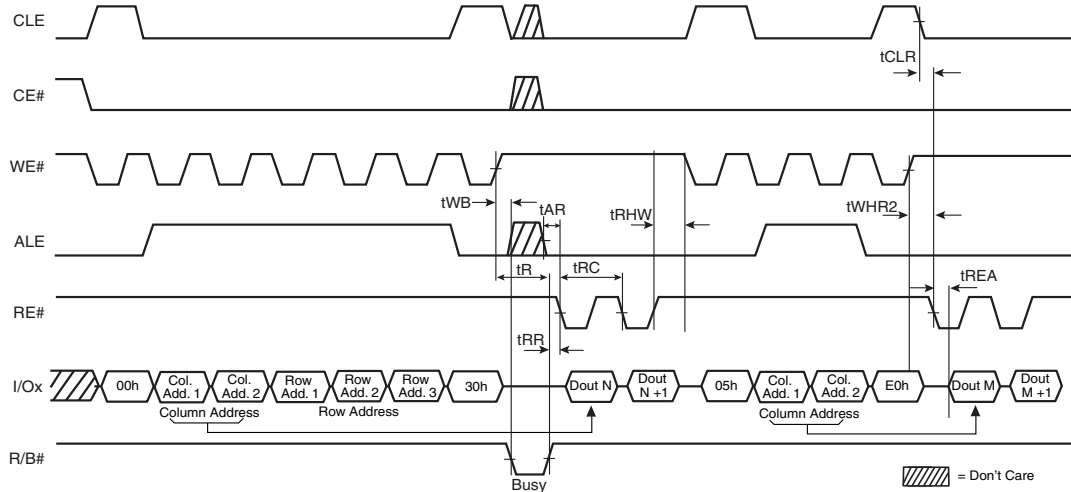 CLE
tCLR
CE#
WE#
tWB
tAR
tRHW
tWHR2
ALE
tR
tRC
tREA
RE#
tRR
I/Ox
00h
Col. Add. 1
Col. Add. 2
Row Add. 1
Row Add. 2
Row Add. 3
30h
Dout N
Dout N +1
05h
Col. Add. 1
Col. Add. 2
E0h
Dout M
Dout M +1
Column Address
Row Address
Column Address
R/B#
Busy
= Don't Care